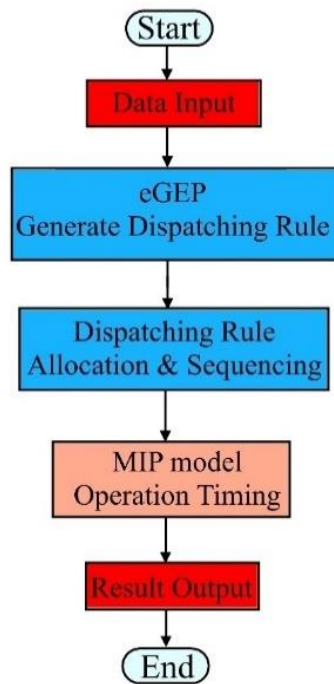 Start
Data Input
eGEP
Generate Dispatching Rule
Dispatching Rule
Allocation & Sequencing
MIP model
Operation Timing
Result Output
End